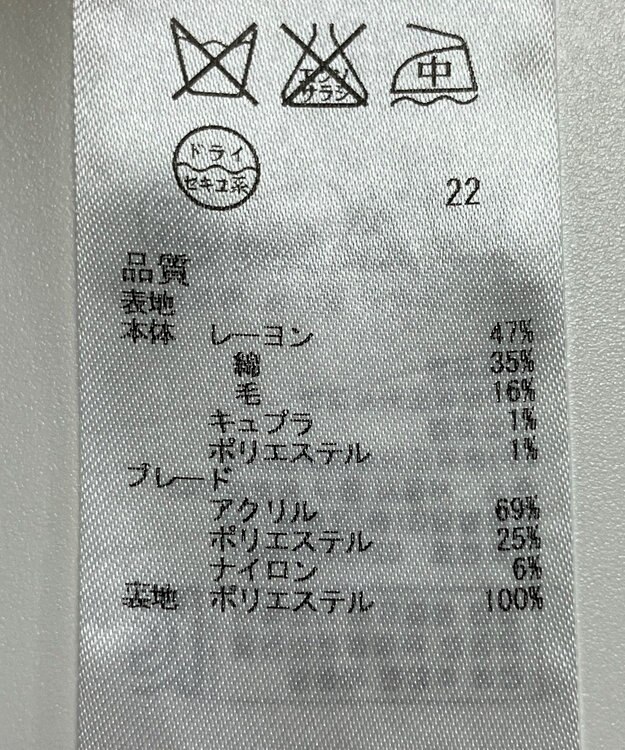 エンソ
サラシ
中
ドライ
セキユ系
22
品質
表地
本体 レーヨン 47%
綿 35%
毛 16%
キュプラ 1%
ポリエステル 1%
ブレード
アクリル 69%
ポリエステル 25%
ナイロン 6%
裏地 ポリエステル 100%